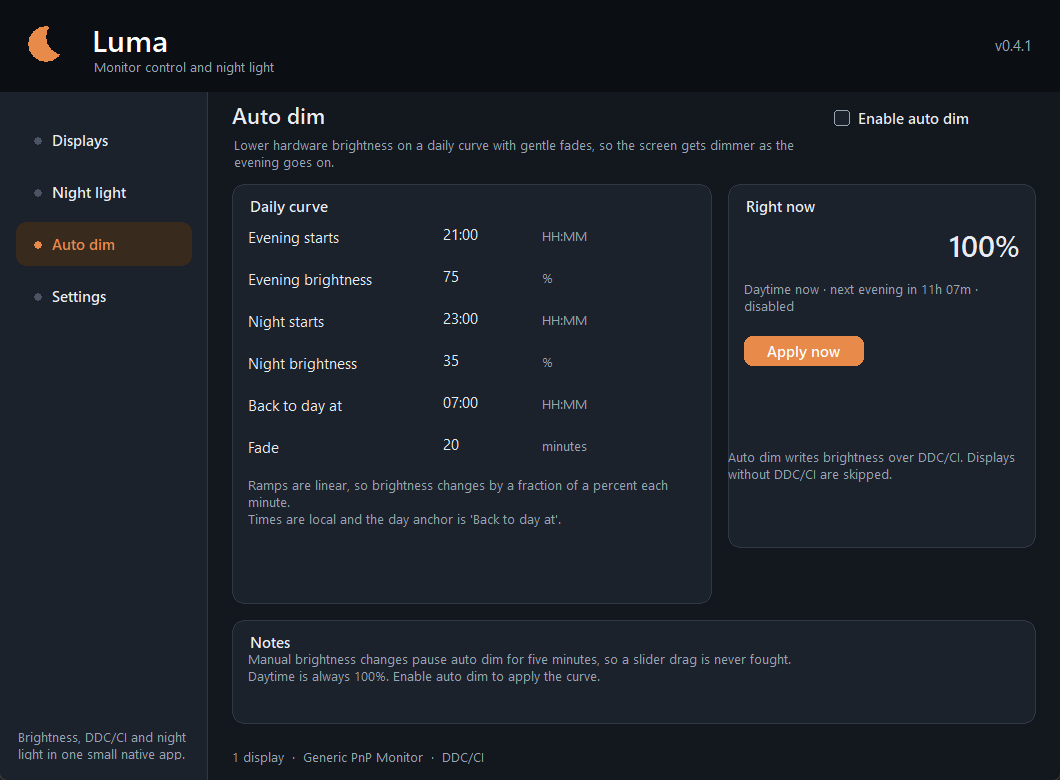 Luma
Monitor control and night light
v0.4.1
Displays
Night light
Auto dim
Settings
Brightness, DDC/CI and night
light in one small native app.
Auto dim
Enable auto dim
Lower hardware brightness on a daily curve with gentle fades, so the screen gets dimmer as the
evening goes on.
Daily curve
Evening starts 21:00 HH:MM
Evening brightness 75 %
Night starts 23:00 HH:MM
Night brightness 35 %
Back to day at 07:00 HH:MM
Fade 20 minutes
Ramps are linear, so brightness changes by a fraction of a percent each
minute.
Times are local and the day anchor is 'Back to day at'.
Right now
100%
Daytime now · next evening in 11h 07m ·
disabled
Apply now
Auto dim writes brightness over DDC/CI. Displays
without DDC/CI are skipped.
Notes
Manual brightness changes pause auto dim for five minutes, so a slider drag is never fought.
Daytime is always 100%. Enable auto dim to apply the curve.
1 display · Generic PnP Monitor · DDC/CI